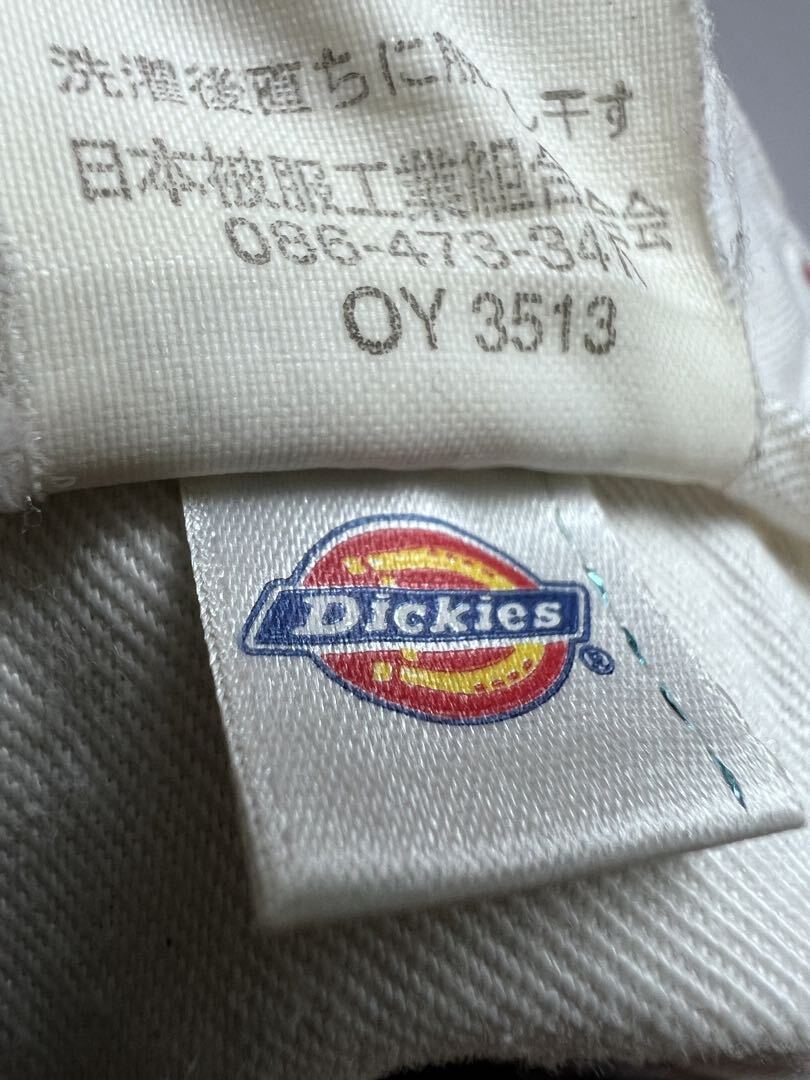 洗濯後直ちに 干す
日本被服工業組合
086-473-34
OY 3513
Dickies
®